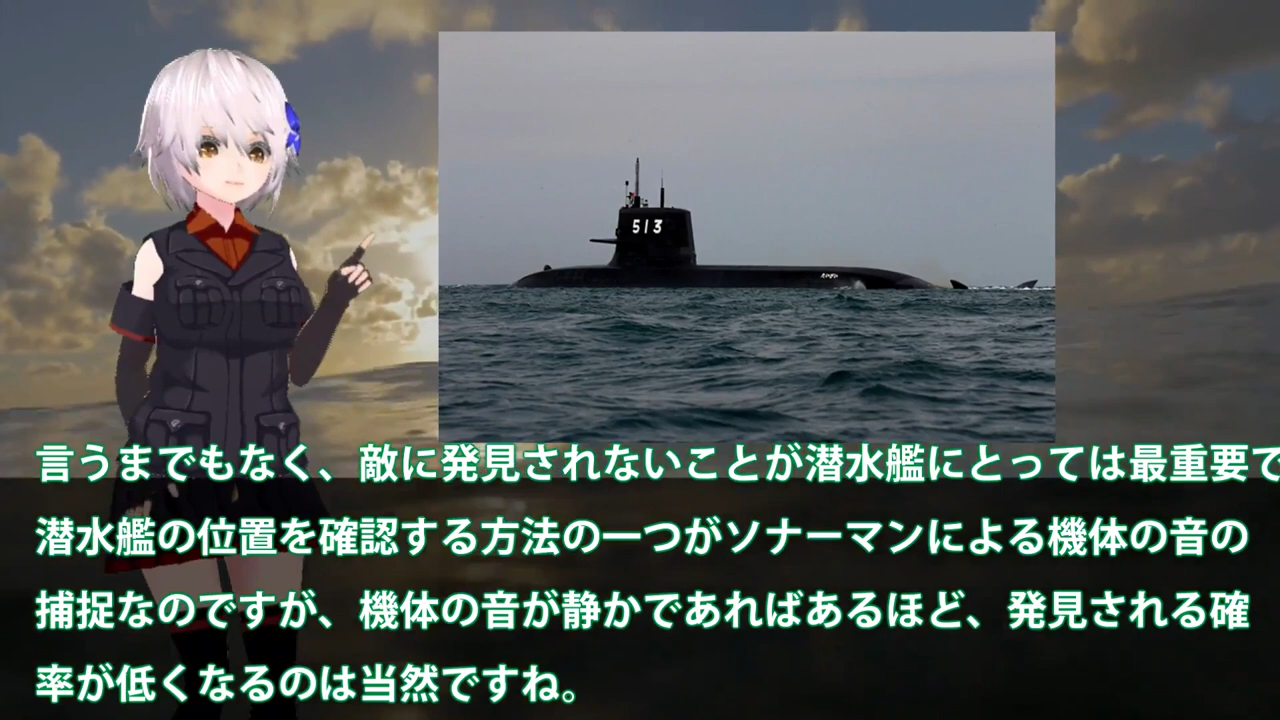 513
言うまでもなく、敵に発見されないことが潜水艦にとっては最重要で
潜水艦の位置を確認する方法の一つがソナーマンによる機体の音の
捕捉なのですが、機体の音が静かであればあるほど、発見される確
率が低くなるのは当然ですね。